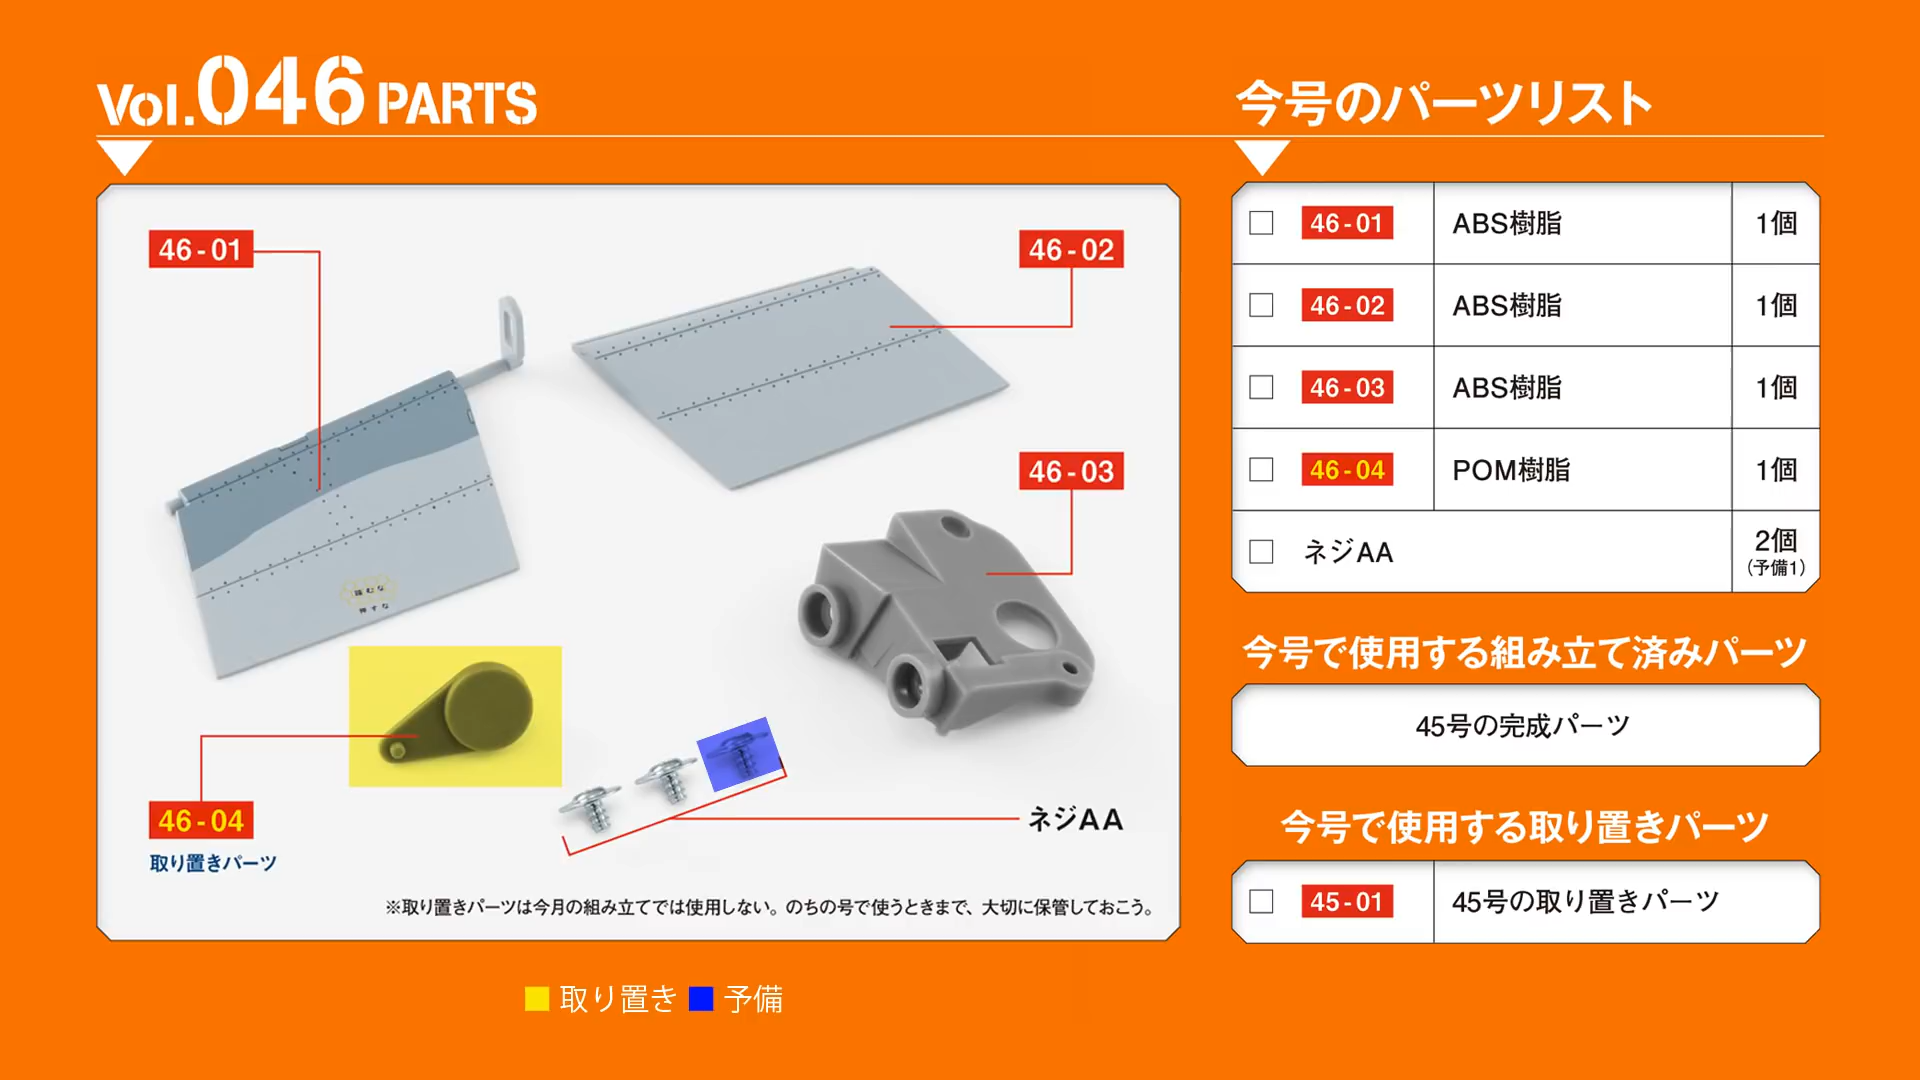 Vol.046 PARTS
46-01
46-02
46-03
踏むな
押すな
46-04
取り置きパーツ
ネジAA
※取り置きパーツは今月の組み立てでは使用しない。のちの号で使うときまで、大切に保管しておこう。
取り置き 予備
今号のパーツリスト
46-01 ABS樹脂 1個
46-02 ABS樹脂 1個
46-03 ABS樹脂 1個
46-04 POM樹脂 1個
ネジAA 2個
(予備1)
今号で使用する組み立て済みパーツ
45号の完成パーツ
今号で使用する取り置きパーツ
45-01 45号の取り置きパーツ